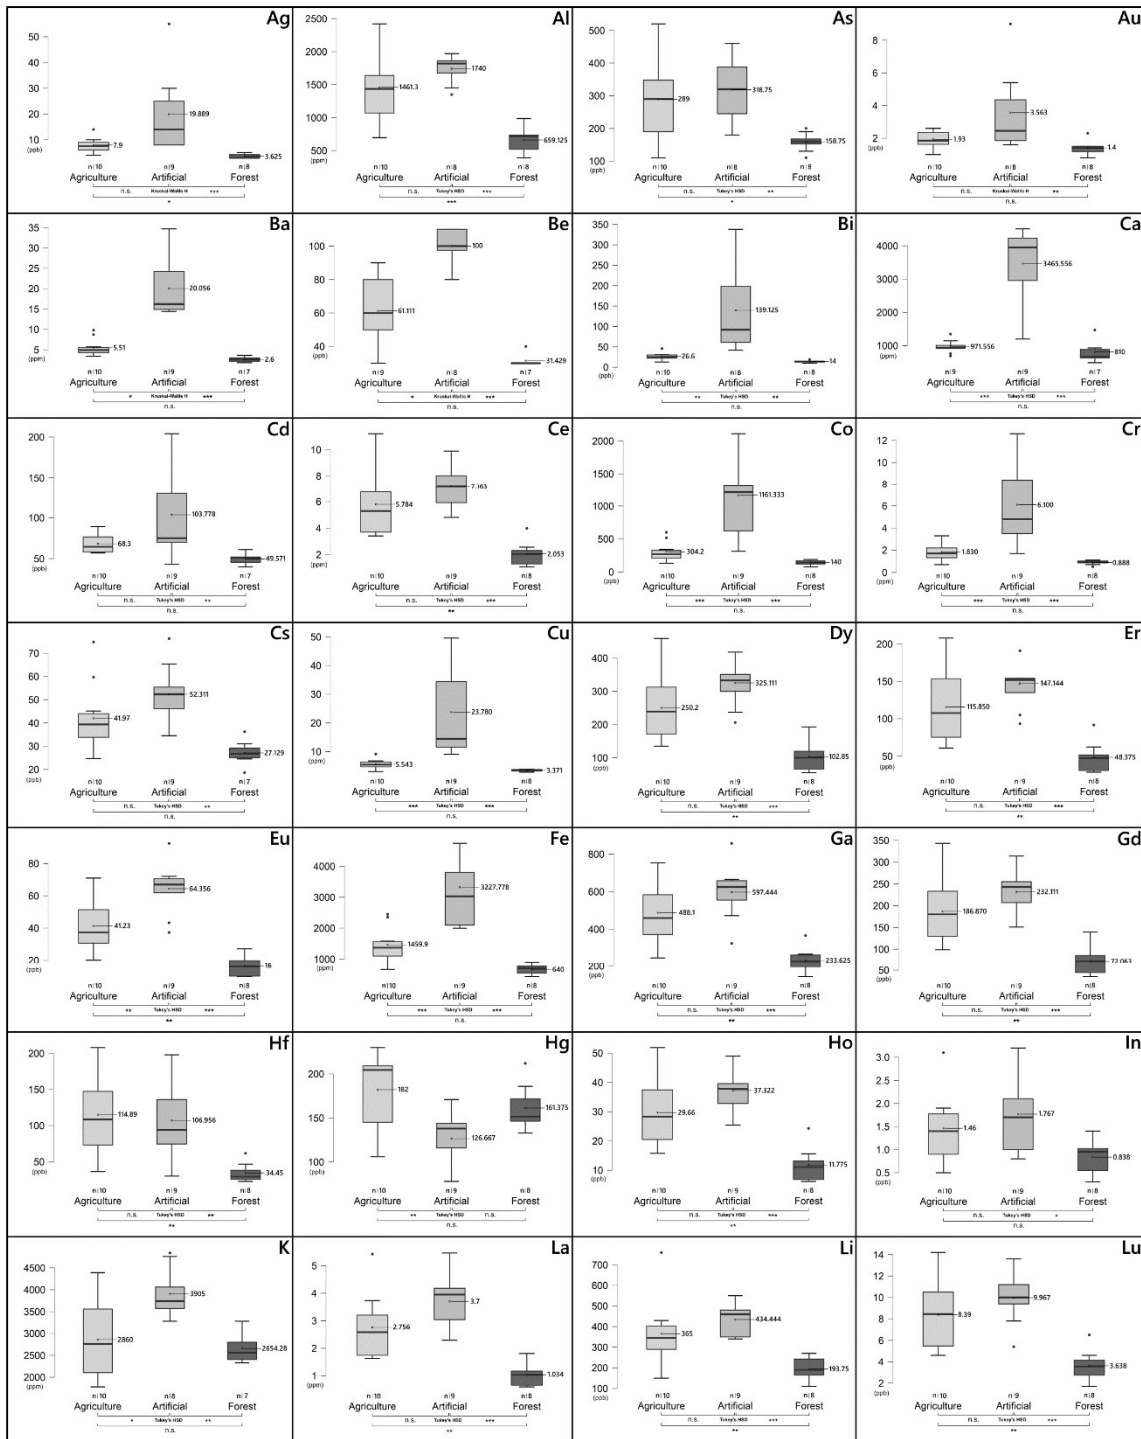 Ag
50
40
30
20
10
(ppb)
7.9
19.889
3.625
n|10 n|9 n|8
Agriculture Artificial Forest
n.s. Kruskal-Wallis H ***
*
Al
2500
2000
1500
1000
500
(ppm)
1461.3
1740
659.125
n|10 n|8 n|8
Agriculture Artificial Forest
n.s. Tukey's HSD ***
***
As
500
400
300
200
100
(ppb)
289
318.75
158.75
n|10 n|8 n|8
Agriculture Artificial Forest
n.s. Tukey's HSD **
*
Au
8
6
4
2
(ppb)
1.93
3.563
1.4
n|10 n|8 n|8
Agriculture Artificial Forest
n.s. Kruskal-Wallis H **
n.s.
Ba
35
30
25
20
15
10
5
(ppm)
5.51
20.056
2.6
n|10 n|9 n|7
Agriculture Artificial Forest
* Kruskal-Wallis H ***
n.s.
Be
100
80
60
40
(ppb)
61.111
100
31.429
n|9 n|8 n|7
Agriculture Artificial Forest
* Kruskal-Wallis H ***
n.s.
Bi
350
300
250
200
150
100
50
0
(ppb)
26.6
139.125
14
n|10 n|8 n|8
Agriculture Artificial Forest
** Tukey's HSD **
n.s.
Ca
4000
3000
2000
1000
(ppm)
971.556
3465.556
810
n|9 n|9 n|7
Agriculture Artificial Forest
*** Tukey's HSD ***
n.s.
Cd
200
150
100
50
(ppb)
68.3
103.778
49.571
n|10 n|9 n|7
Agriculture Artificial Forest
n.s. Tukey's HSD **
n.s.
Ce
10
8
6
4
2
(ppm)
5.784
7.163
2.053
n|10 n|9 n|8
Agriculture Artificial Forest
n.s. Tukey's HSD ***
**
Co
2000
1500
1000
500
0
(ppb)
304.2
1161.333
140
n|10 n|9 n|8
Agriculture Artificial Forest
*** Tukey's HSD ***
n.s.
Cr
12
10
8
6
4
2
0
(ppm)
1.830
6.100
0.888
n|10 n|9 n|8
Agriculture Artificial Forest
*** Tukey's HSD ***
n.s.
Cs
70
60
50
40
30
20
(ppb)
41.97
52.311
27.129
n|10 n|9 n|7
Agriculture Artificial Forest
n.s. Tukey's HSD **
n.s.
Cu
50
40
30
20
10
0
(ppm)
5.543
23.780
3.371
n|10 n|9 n|8
Agriculture Artificial Forest
*** Tukey's HSD ***
n.s.
Dy
400
300
200
100
(ppb)
250.2
325.111
102.85
n|10 n|9 n|8
Agriculture Artificial Forest
n.s. Tukey's HSD ***
**
Er
200
150
100
50
(ppb)
115.850
147.144
48.375
n|10 n|9 n|8
Agriculture Artificial Forest
n.s. Tukey's HSD ***
**
Eu
80
60
40
20
(ppb)
41.23
64.356
16
n|10 n|9 n|8
Agriculture Artificial Forest
** Tukey's HSD ***
**
Fe
4000
3000
2000
1000
(ppm)
1459.9
3227.778
640
n|10 n|9 n|8
Agriculture Artificial Forest
*** Tukey's HSD ***
n.s.
Ga
800
600
400
200
(ppb)
488.1
597.444
233.625
n|10 n|9 n|8
Agriculture Artificial Forest
n.s. Tukey's HSD ***
**
Gd
350
300
250
200
150
100
50
(ppb)
186.870
232.111
72.063
n|10 n|9 n|8
Agriculture Artificial Forest
n.s. Tukey's HSD ***
**
Hf
200
150
100
50
(ppb)
114.89
106.956
34.45
n|10 n|9 n|8
Agriculture Artificial Forest
n.s. Tukey's HSD **
**
Hg
200
150
100
(ppb)
182
126.667
161.375
n|10 n|9 n|8
Agriculture Artificial Forest
** Tukey's HSD n.s.
n.s.
Ho
50
40
30
20
10
(ppb)
29.66
37.322
11.775
n|10 n|9 n|8
Agriculture Artificial Forest
n.s. Tukey's HSD ***
**
In
3.0
2.5
2.0
1.5
1.0
0.5
(ppb)
1.46
1.767
0.838
n|10 n|9 n|8
Agriculture Artificial Forest
n.s. Tukey's HSD *
n.s.
K
4500
4000
3500
3000
2500
2000
(ppm)
2860
3905
2654.28
n|10 n|8 n|7
Agriculture Artificial Forest
* Tukey's HSD **
n.s.
La
5
4
3
2
1
(ppm)
2.756
3.7
1.034
n|10 n|9 n|8
Agriculture Artificial Forest
n.s. Tukey's HSD ***
**
Li
700
600
500
400
300
200
100
(ppb)
365
434.444
193.75
n|10 n|9 n|8
Agriculture Artificial Forest
n.s. Tukey's HSD ***
**
Lu
14
12
10
8
6
4
2
(ppb)
8.39
9.967
3.638
n|10 n|9 n|8
Agriculture Artificial Forest
n.s. Tukey's HSD ***
**